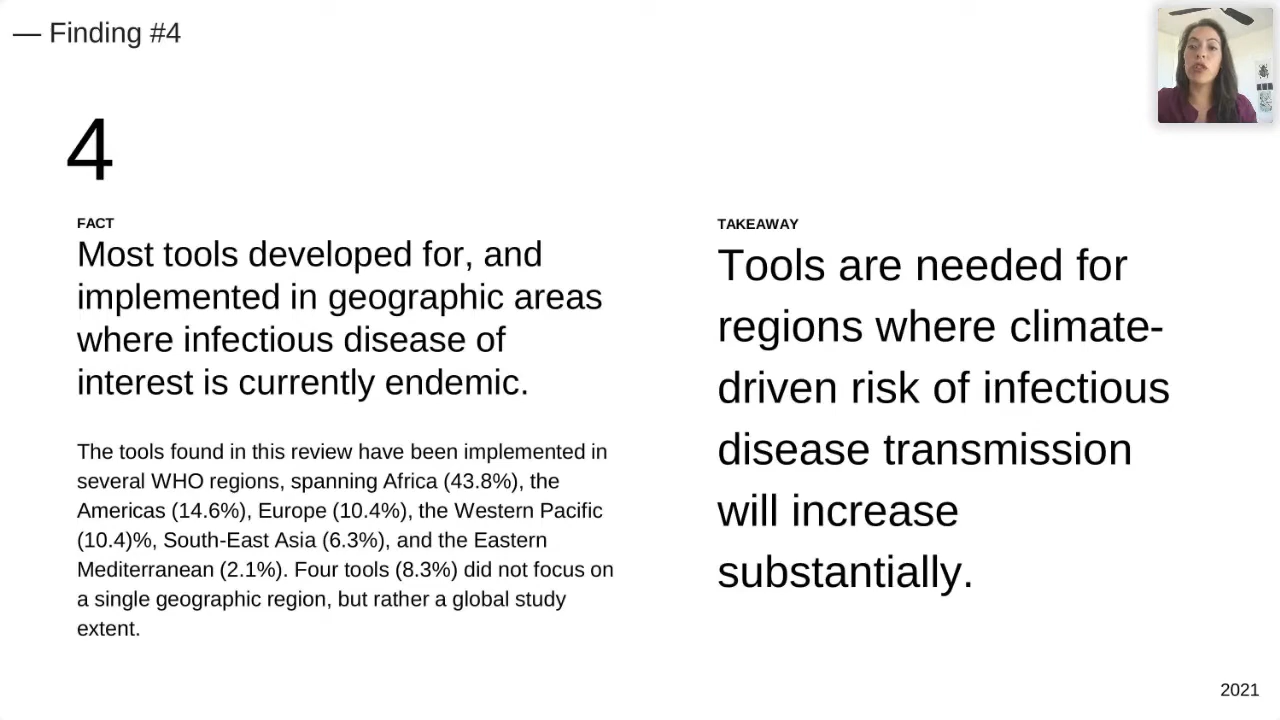 — Finding #4
4
FACT
Most tools developed for, and
implemented in geographic areas
where infectious disease of
interest is currently endemic.
The tools found in this review have been implemented in
several WHO regions, spanning Africa (43.8%), the
Americas (14.6%), Europe (10.4%), the Western Pacific
(10.4)%, South-East Asia (6.3%), and the Eastern
Mediterranean (2.1%). Four tools (8.3%) did not focus on
a single geographic region, but rather a global study
extent.
TAKEAWAY
Tools are needed for
regions where climate-
driven risk of infectious
disease transmission
will increase
substantially.
2021